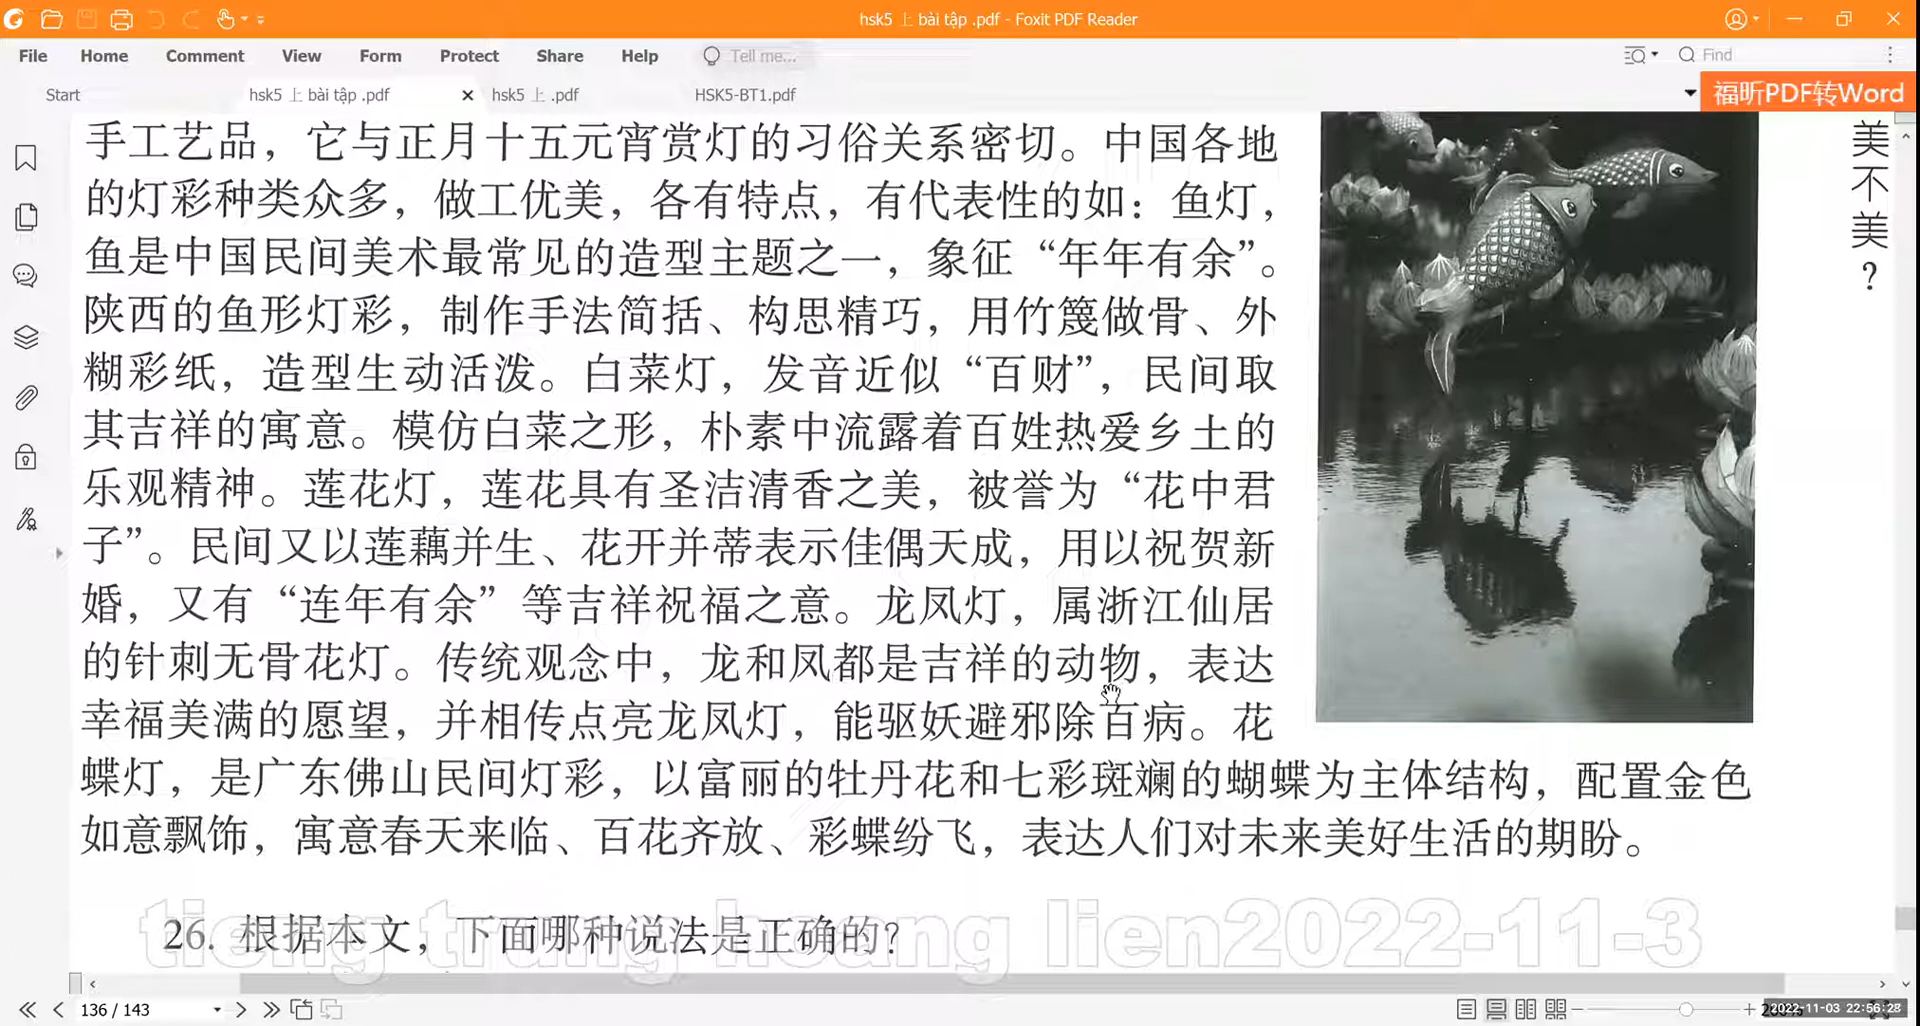 hsk5 上 bài tập .pdf - Foxit PDF Reader
File Home Comment View Form Protect Share Help Tell me... Find
Start hsk5 上 bài tập .pdf hsk5 上 .pdf HSK5-BT1.pdf 福昕PDF转Word
手工艺品，它与正月十五元宵赏灯的习俗关系密切。中国各地
的灯彩种类众多，做工优美，各有特点，有代表性的如：鱼灯，
鱼是中国民间美术最常见的造型主题之一，象征“年年有余”。
陕西的鱼形灯彩，制作手法简括、构思精巧，用竹篾做骨、外
糊彩纸，造型生动活泼。白菜灯，发音近似“百财”，民间取
其吉祥的寓意。模仿白菜之形，朴素中流露着百姓热爱乡土的
乐观精神。莲花灯，莲花具有圣洁清香之美，被誉为“花中君
子”。民间又以莲藕并生、花开并蒂表示佳偶天成，用以祝贺新
婚，又有“连年有余”等吉祥祝福之意。龙凤灯，属浙江仙居
的针刺无骨花灯。传统观念中，龙和凤都是吉祥的动物，表达
幸福美满的愿望，并相传点亮龙凤灯，能驱妖避邪除百病。花
蝶灯，是广东佛山民间灯彩，以富丽的牡丹花和七彩斑斓的蝴蝶为主体结构，配置金色
如意飘饰，寓意春天来临、百花齐放、彩蝶纷飞，表达人们对未来美好生活的期盼。
美不美？
26. 根据本文，下面哪种说法是正确的？
tieng trung hoang lien2022-11-3
136 / 143
2022-11-03 22:56:28